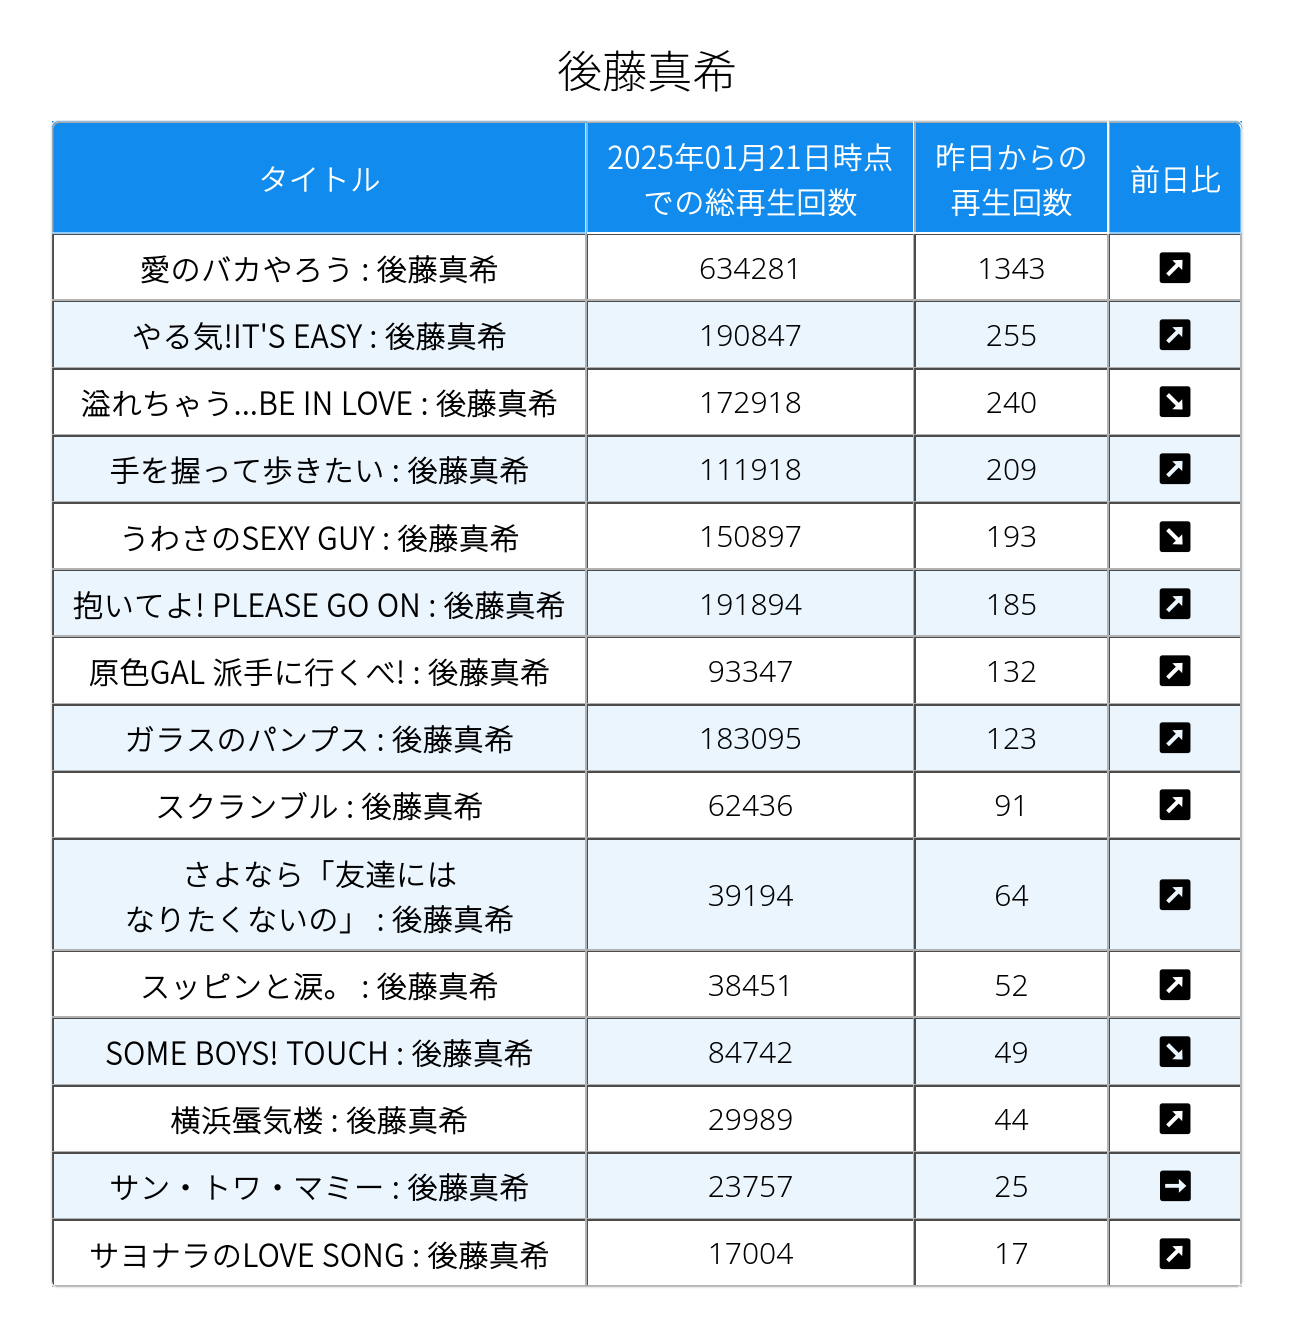 後藤真希
タイトル
2025年01月21日時点
での総再生回数
昨日からの
再生回数
前日比
愛のバカやろう : 後藤真希 634281 1343
やる気!IT'S EASY : 後藤真希 190847 255
溢れちゃう...BE IN LOVE : 後藤真希 172918 240
手を握って歩きたい : 後藤真希 111918 209
うわさのSEXY GUY : 後藤真希 150897 193
抱いてよ! PLEASE GO ON : 後藤真希 191894 185
原色GAL 派手に行くべ! : 後藤真希 93347 132
ガラスのパンプス : 後藤真希 183095 123
スクランブル : 後藤真希 62436 91
さよなら「友達には
なりたくないの」 : 後藤真希 39194 64
スッピンと涙。 : 後藤真希 38451 52
SOME BOYS! TOUCH : 後藤真希 84742 49
横浜蜃気楼 : 後藤真希 29989 44
サン・トワ・マミー : 後藤真希 23757 25
サヨナラのLOVE SONG : 後藤真希 17004 17